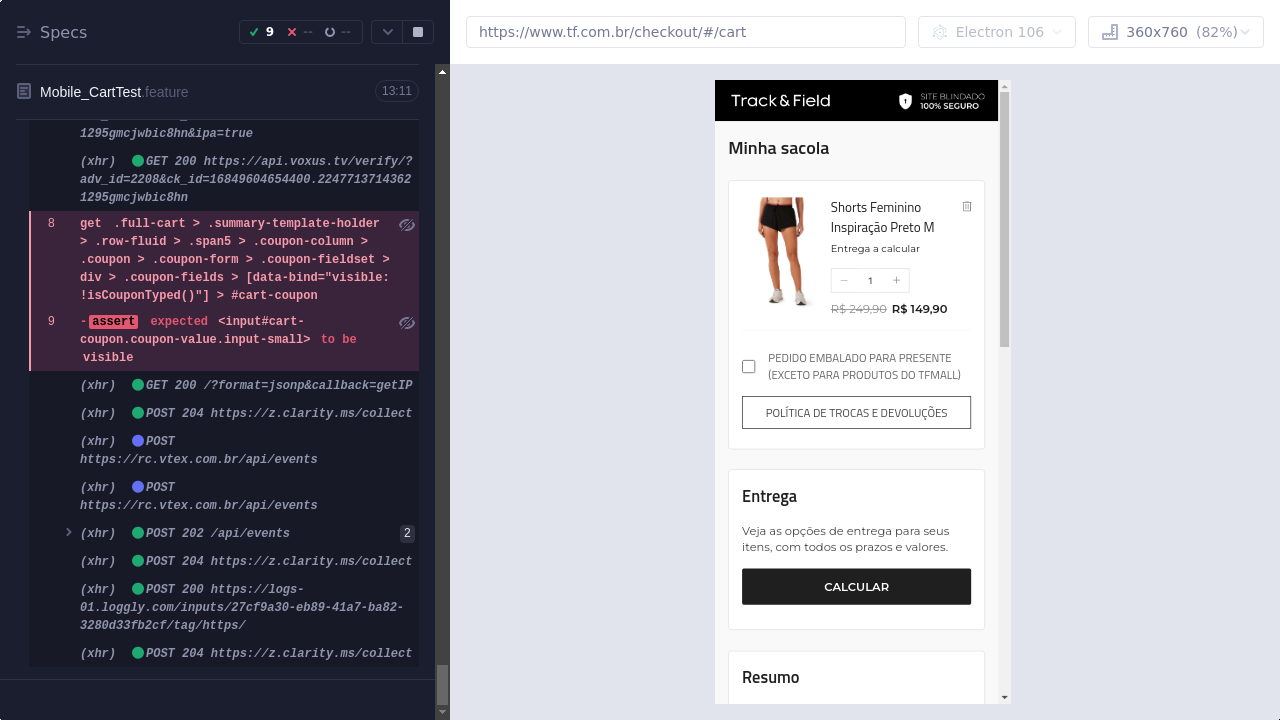 Specs
9
--
--
https://www.tf.com.br/checkout/#/cart
Electron 106
360x760 (82%)
Mobile_CartTest.feature
13:11
1295gmcjwbic8hn&ipa=true
(xhr) GET 200 https://api.voxus.tv/verify/?
adv_id=2208&ck_id=16849604654400.2247713714362
1295gmcjwbic8hn
8 get .full-cart > .summary-template-holder
> .row-fluid > .span5 > .coupon-column >
.coupon > .coupon-form > .coupon-fieldset >
div > .coupon-fields > [data-bind="visible:
!isCouponTyped()"] > #cart-coupon
9 -assert expected <input#cart-
coupon.coupon-value.input-small> to be
visible
(xhr) GET 200 /?format=jsonp&callback=getIP
(xhr) POST 204 https://z.clarity.ms/collect
(xhr) POST
https://rc.vtex.com.br/api/events
(xhr) POST
https://rc.vtex.com.br/api/events
(xhr) POST 202 /api/events 2
(xhr) POST 204 https://z.clarity.ms/collect
(xhr) POST 200 https://logs-
01.loggly.com/inputs/27cf9a30-eb89-41a7-ba82-
3280d33fb2cf/tag/https/
(xhr) POST 204 https://z.clarity.ms/collect
Track&Field
SITE BLINDADO
100% SEGURO
Minha sacola
Shorts Feminino
Inspiração Preto M
Entrega a calcular
− 1 +
R$ 249,90 R$ 149,90
PEDIDO EMBALADO PARA PRESENTE
(EXCETO PARA PRODUTOS DO TFMALL)
POLÍTICA DE TROCAS E DEVOLUÇÕES
Entrega
Veja as opções de entrega para seus
itens, com todos os prazos e valores.
CALCULAR
Resumo